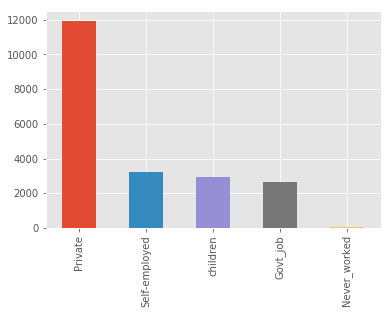 12000
10000
8000
6000
4000
2000
0
Private
Self-employed
children
Govt_job
Never_worked